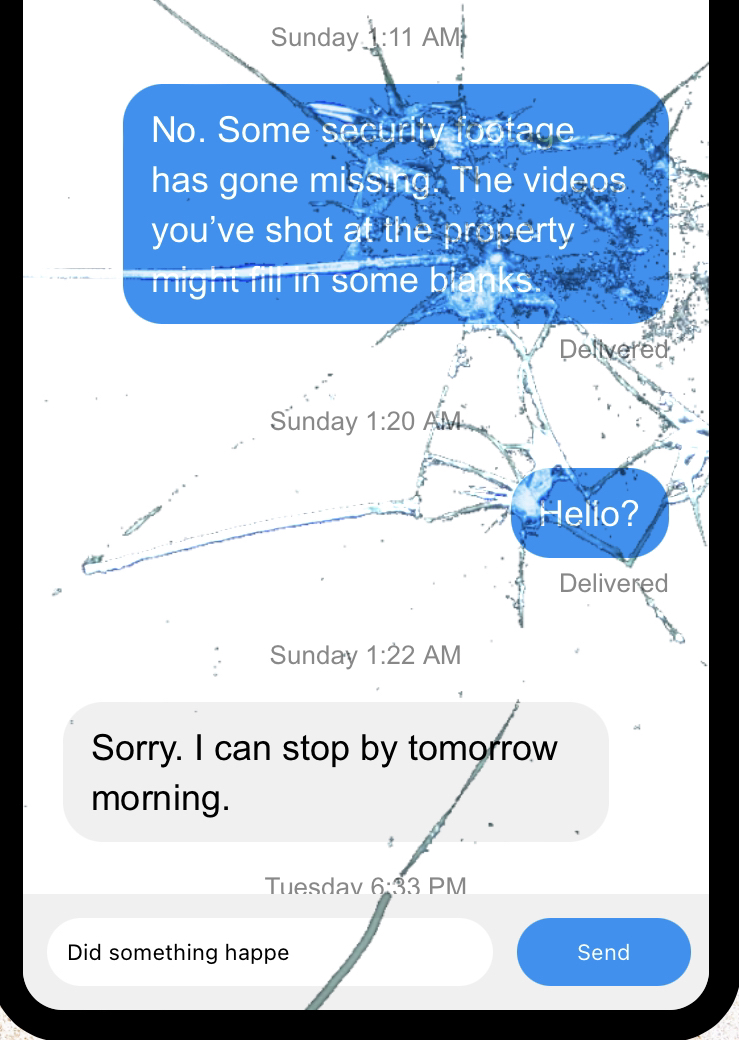 Sunday 1:11 AM
No. Some security footage
has gone missing. The videos
you’ve shot at the property
might fill in some blanks.
Delivered
Sunday 1:20 AM
Hello?
Delivered
Sunday 1:22 AM
Sorry. I can stop by tomorrow
morning.
Tuesday 6:33 PM
Did something happe
Send